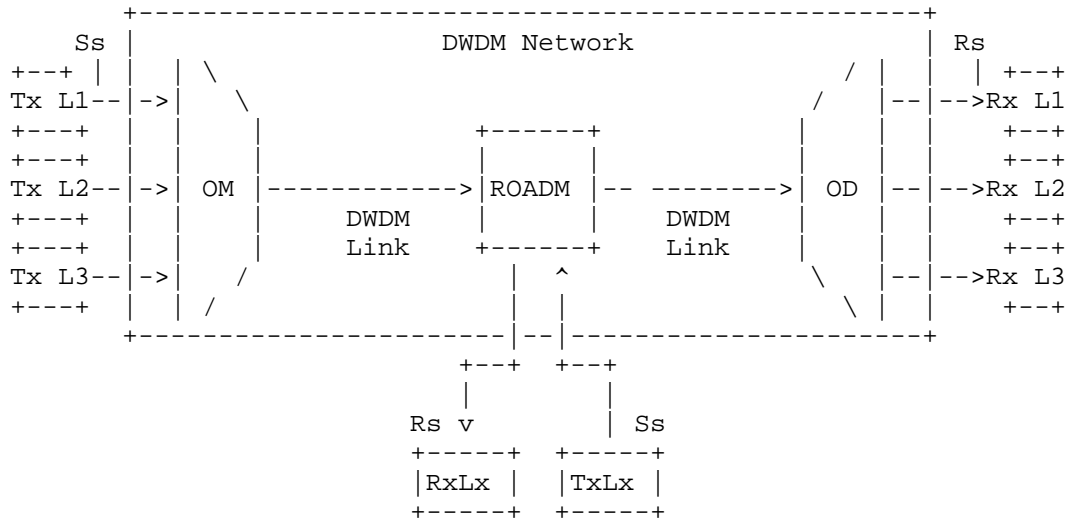 Ss DWDM Network Rs
Tx L1 Rx L1
Tx L2 OM ROADM OD Rx L2
DWDM DWDM
Link Link
Tx L3 Rx L3
Rs v Ss
RxLx TxLx